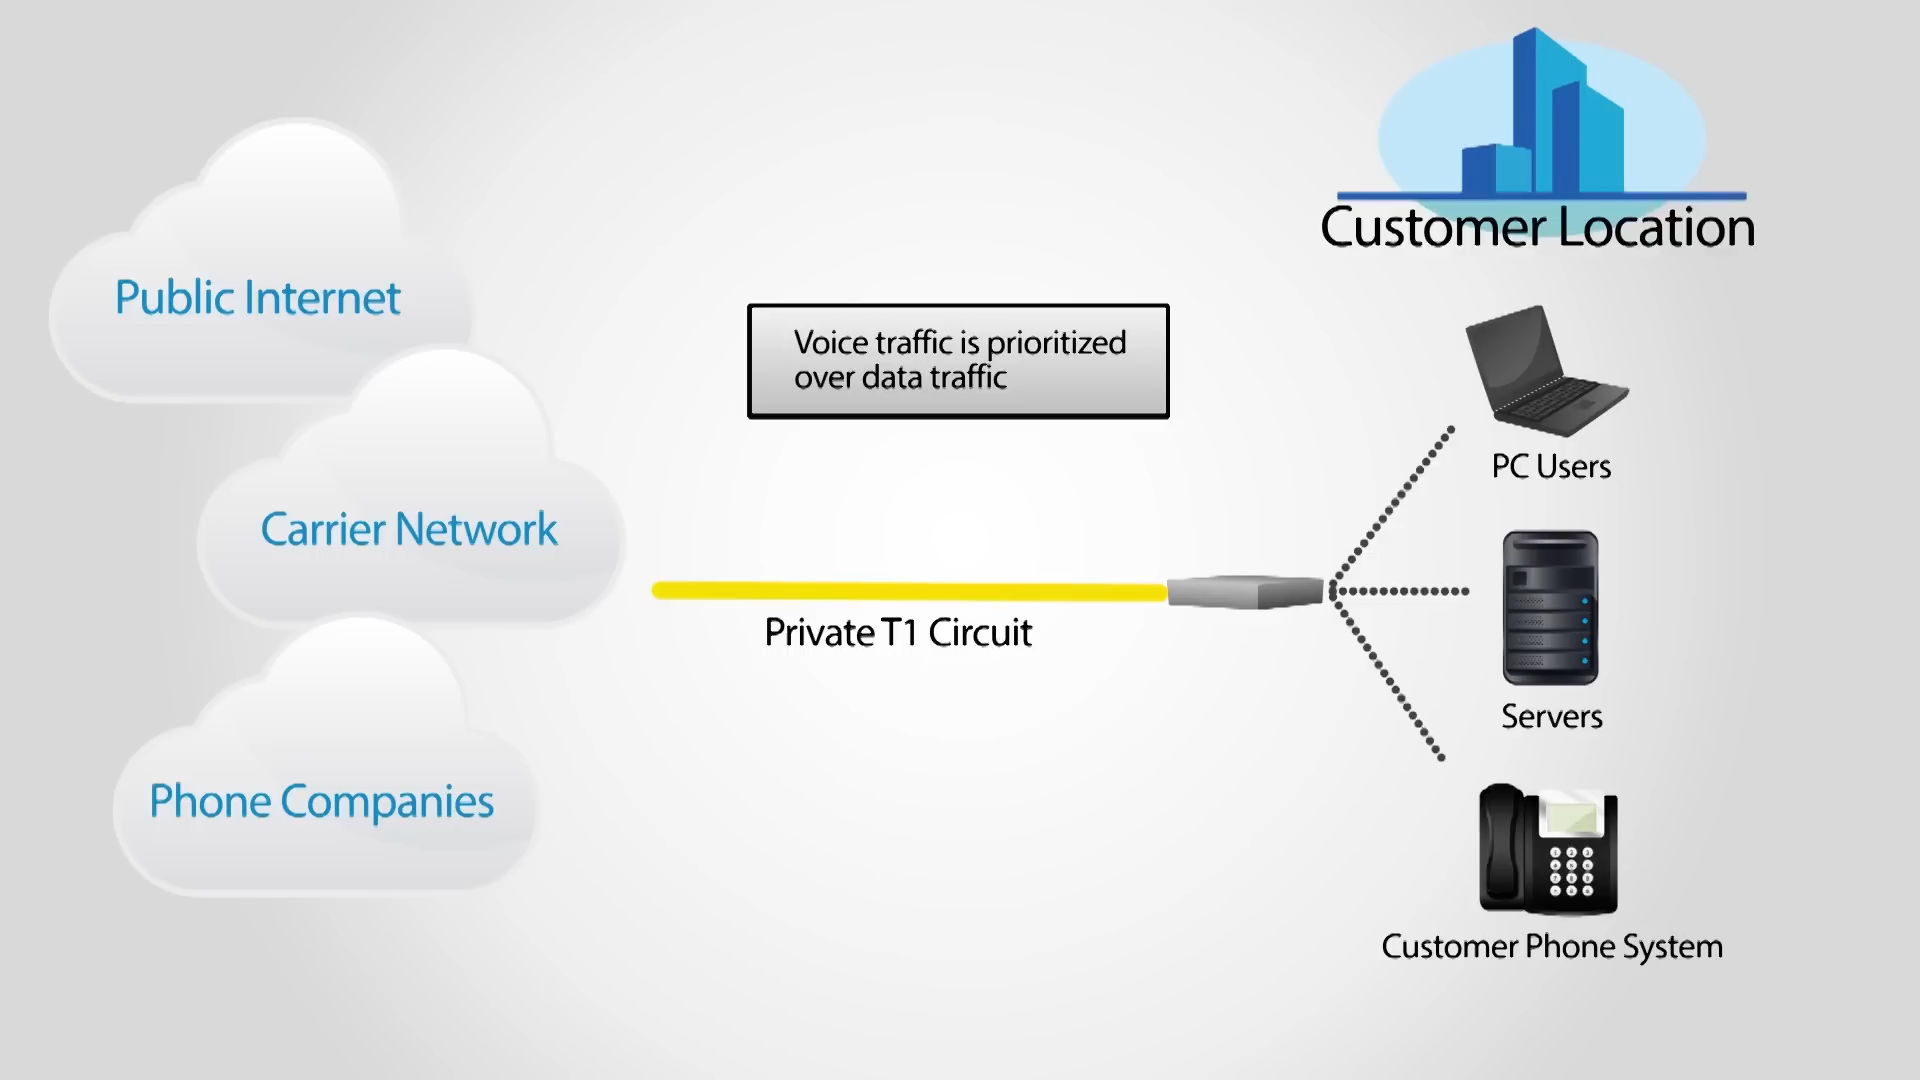 Customer Location
Public Internet
Voice traffic is prioritized
over data traffic
PC Users
Carrier Network
Private T1 Circuit
Servers
Phone Companies
Customer Phone System